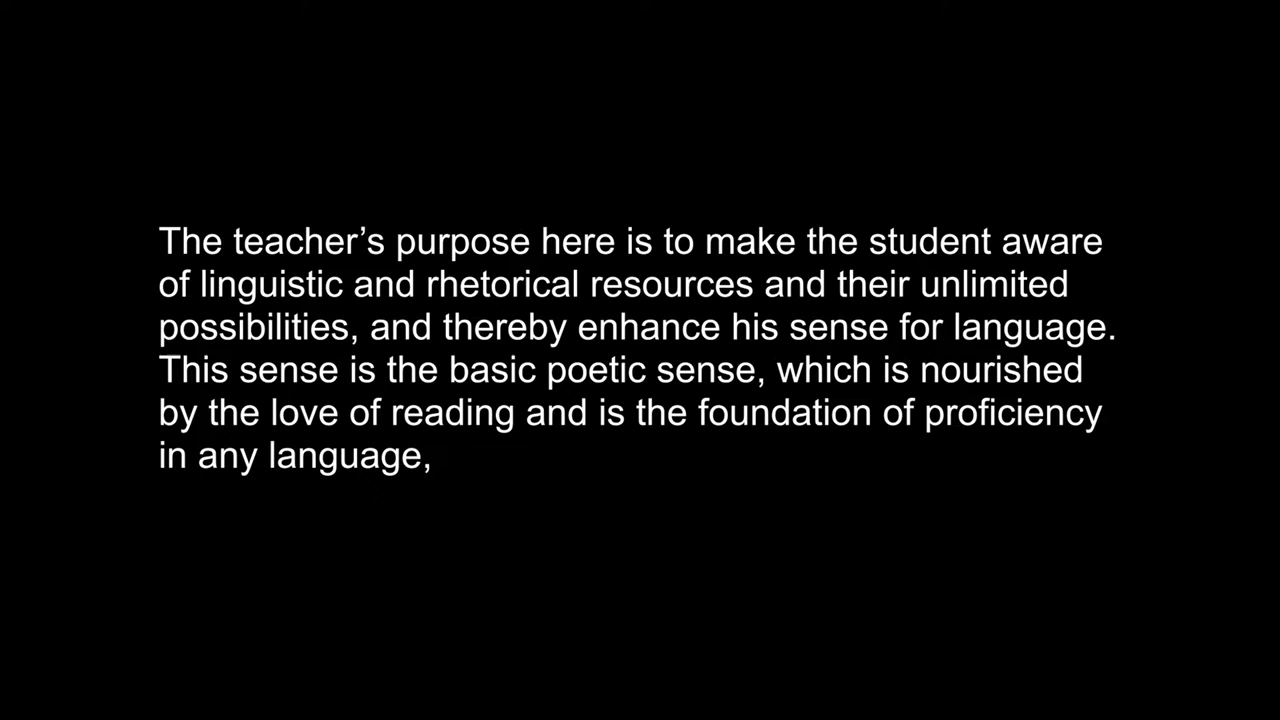 The teacher’s purpose here is to make the student aware
of linguistic and rhetorical resources and their unlimited
possibilities, and thereby enhance his sense for language.
This sense is the basic poetic sense, which is nourished
by the love of reading and is the foundation of proficiency
in any language,